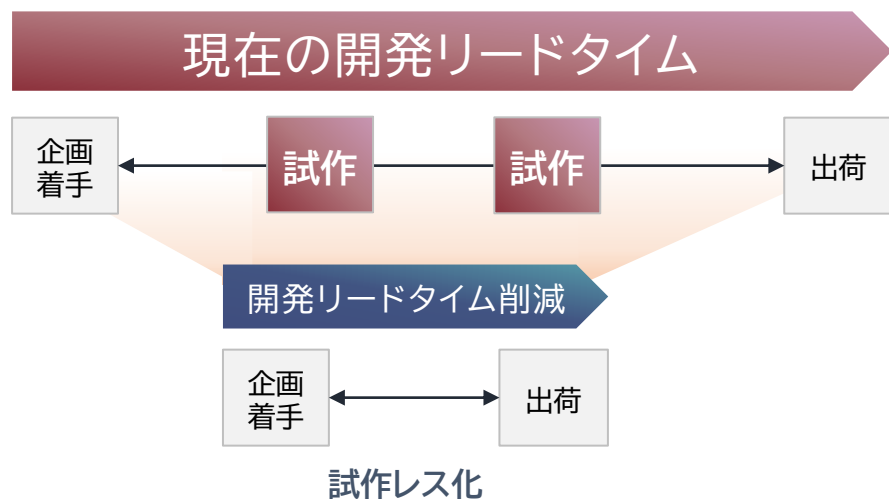 現在の開発リードタイム
企画
着手
試作
試作
出荷
開発リードタイム削減
企画
着手
出荷
試作レス化